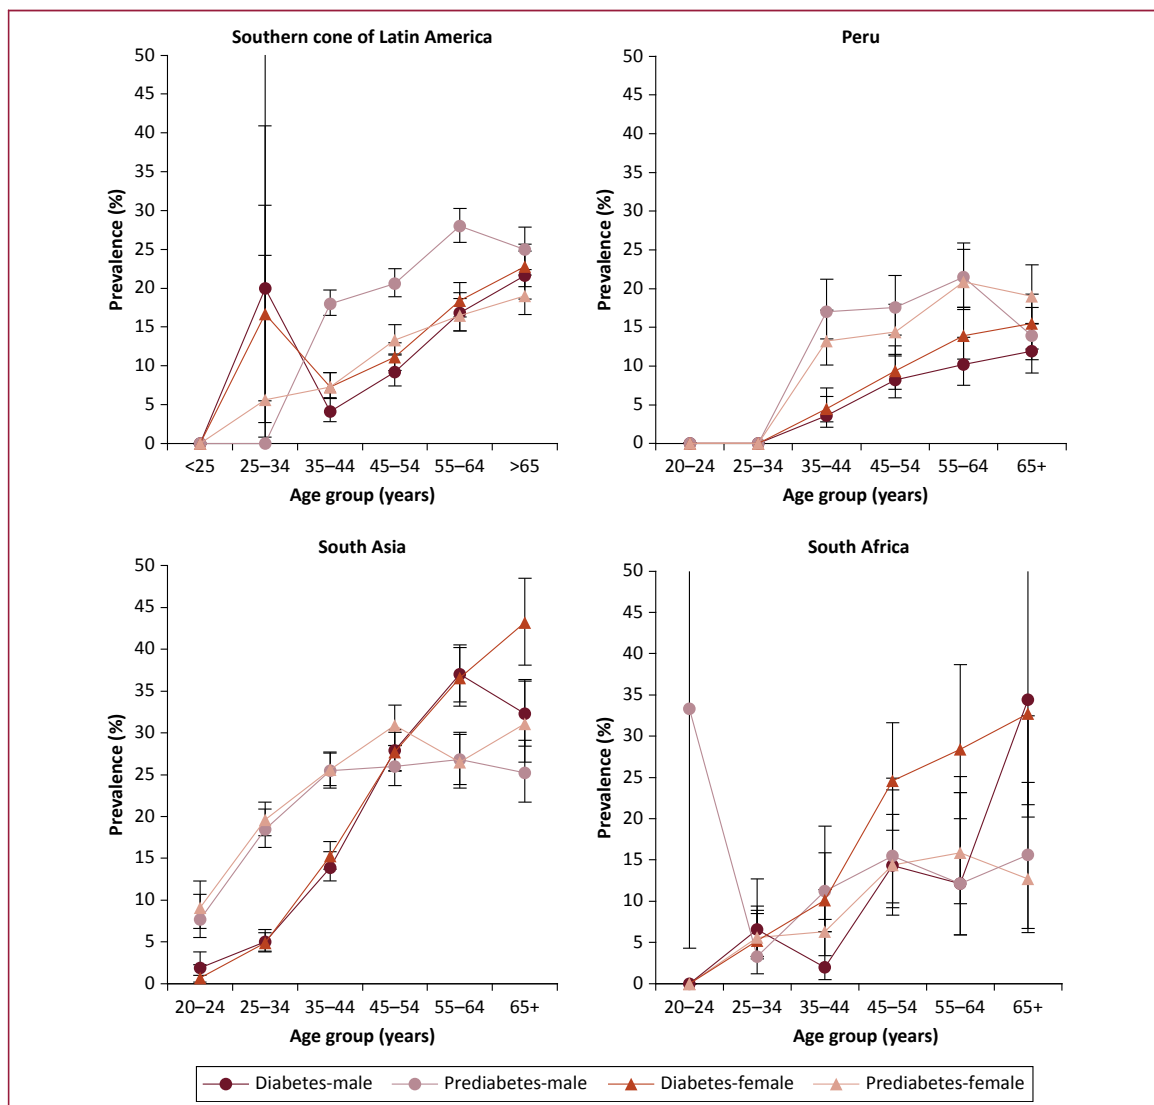 Southern cone of Latin America
50
45
40
35
30
25
20
15
10
5
0
Prevalence (%)
<25 25–34 35–44 45–54 55–64 >65
Age group (years)
Peru
50
45
40
35
30
25
20
15
10
5
0
Prevalence (%)
20–24 25–34 35–44 45–54 55–64 65+
Age group (years)
South Asia
50
45
40
35
30
25
20
15
10
5
0
Prevalence (%)
20–24 25–34 35–44 45–54 55–64 65+
Age group (years)
South Africa
50
45
40
35
30
25
20
15
10
5
0
Prevalence (%)
20–24 25–34 35–44 45–54 55–64 65+
Age group (years)
Diabetes-male Prediabetes-male Diabetes-female Prediabetes-female